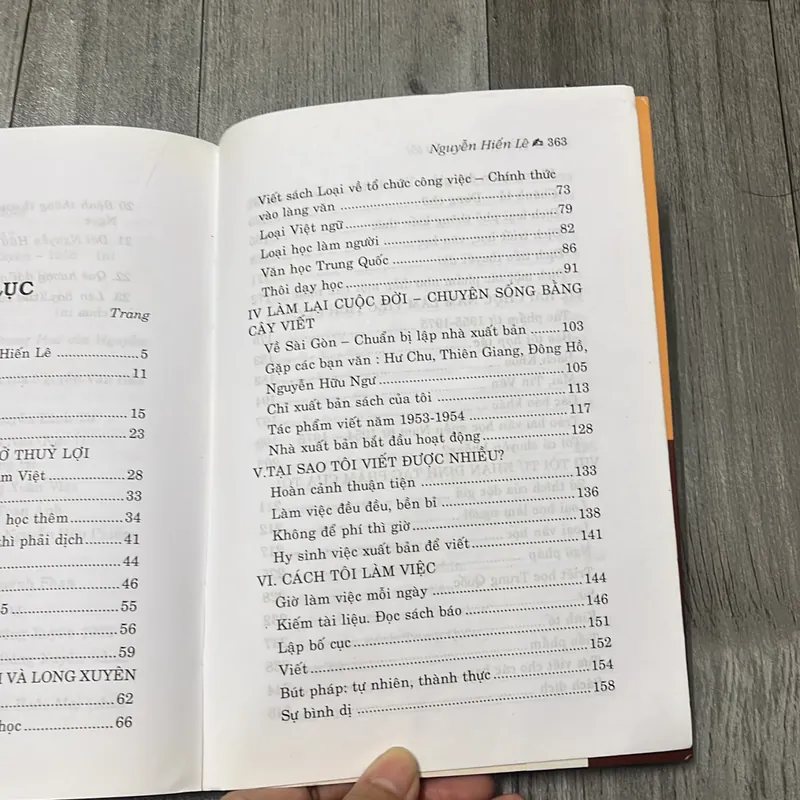 LỤC
Trang
Hiến Lê ........................5
........................11
........................15
........................23
Ở THUỶ LỢI
m Việt ........................28
........................33
học thêm........................34
thì phải dịch........................41
........................44
........................46
5 ........................55
........................56
........................59
I VÀ LONG XUYÊN
........................62
học ........................66
Nguyễn Hiến Lê ✍ 363
Viết sách Loại về tổ chức công việc – Chính thức
vào làng văn ........................73
Loại Việt ngữ........................79
Loại học làm người ........................82
Văn học Trung Quốc ........................86
Thôi dạy học........................91
IV LÀM LẠI CUỘC ĐỜI – CHUYÊN SỐNG BẰNG
CÂY VIẾT
Về Sài Gòn – Chuẩn bị lập nhà xuất bản ........103
Gặp các bạn văn : Hư Chu, Thiên Giang, Đông Hồ,
Nguyễn Hữu Ngư........................105
Chỉ xuất bản sách của tôi ........................113
Tác phẩm viết năm 1953-1954 ........................117
Nhà xuất bản bắt đầu hoạt động........................128
V.TẠI SAO TÔI VIẾT ĐƯỢC NHIỀU?
Hoàn cảnh thuận tiện ........................133
Làm việc đều đều, bền bỉ ........................136
Không để phí thì giờ ........................138
Hy sinh việc xuất bản để viết........................141
VI. CÁCH TÔI LÀM VIỆC
Giờ làm việc mỗi ngày ........................144
Kiếm tài liệu. Đọc sách báo ........................146
Lập bố cục........................151
Viết........................152
Bút pháp: tự nhiên, thành thực........................154
Sự bình dị ........................158